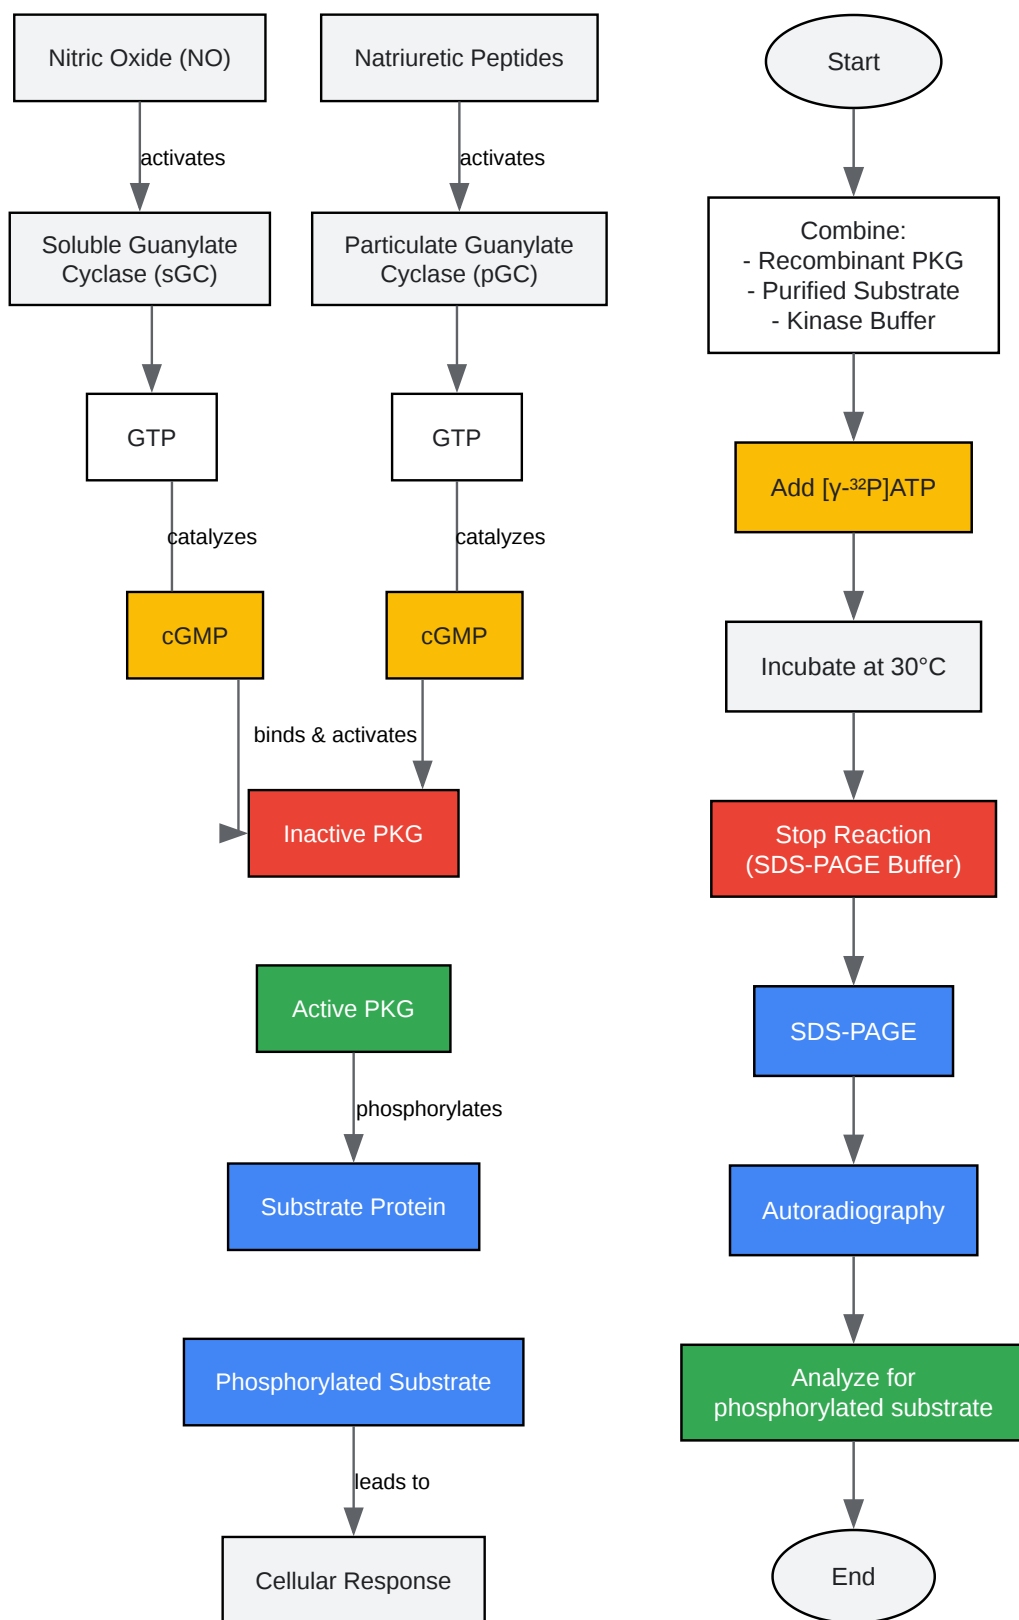 Nitric Oxide (NO)
activates
Soluble Guanylate
Cyclase (sGC)
GTP
catalyzes
cGMP
Natriuretic Peptides
activates
Particulate Guanylate
Cyclase (pGC)
GTP
catalyzes
cGMP
binds & activates
Inactive PKG
Active PKG
phosphorylates
Substrate Protein
Phosphorylated Substrate
leads to
Cellular Response
Start
Combine:
- Recombinant PKG
- Purified Substrate
- Kinase Buffer
Add [γ-³²P]ATP
Incubate at 30°C
Stop Reaction
(SDS-PAGE Buffer)
SDS-PAGE
Autoradiography
Analyze for
phosphorylated substrate
End